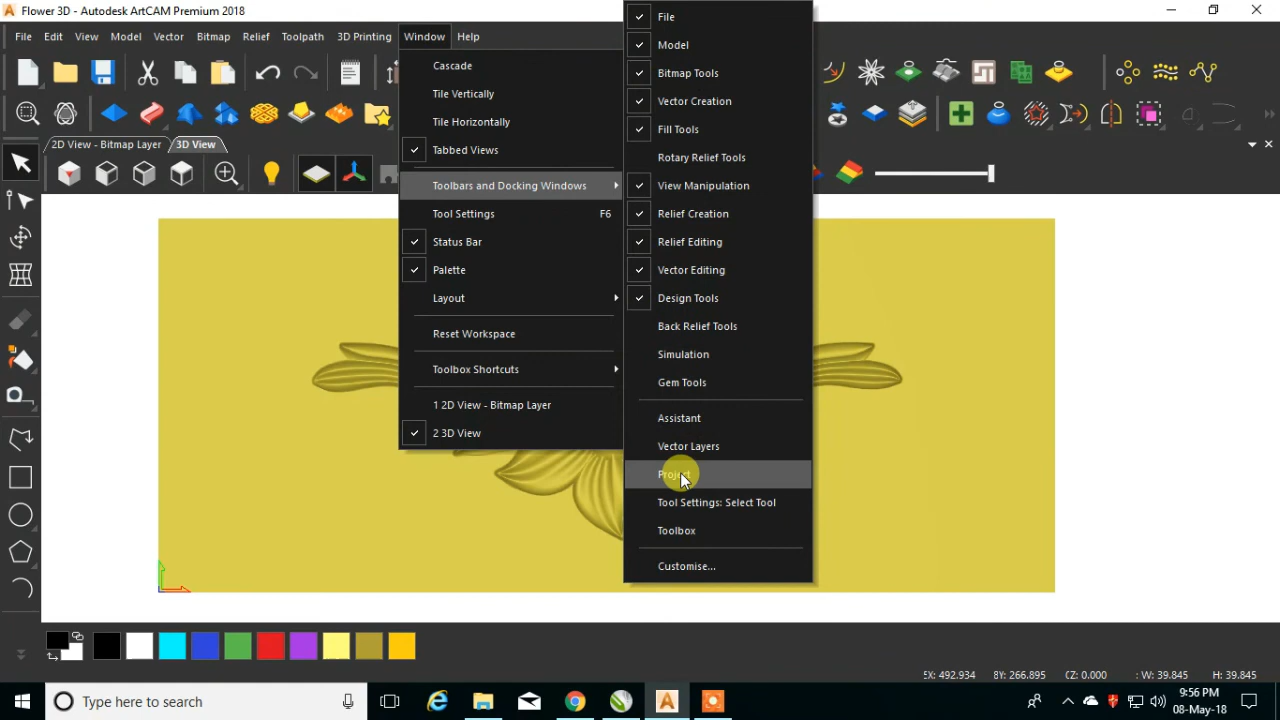 Flower 3D - Autodesk ArtCAM Premium 2018
File Edit View Model Vector Bitmap Relief Toolpath 3D Printing Window Help
2D View - Bitmap Layer 3D View
Cascade
Tile Vertically
Tile Horizontally
Tabbed Views
Toolbars and Docking Windows
Tool Settings F6
Status Bar
Palette
Layout
Reset Workspace
Toolbox Shortcuts
1 2D View - Bitmap Layer
2 3D View
File
Model
Bitmap Tools
Vector Creation
Fill Tools
Rotary Relief Tools
View Manipulation
Relief Creation
Relief Editing
Vector Editing
Design Tools
Back Relief Tools
Simulation
Gem Tools
Assistant
Vector Layers
Project
Tool Settings: Select Tool
Toolbox
Customise...
X: 492.934 Y: 266.895 Z: 0.000 : W: 39.845 H: 39.845
Type here to search
9:56 PM
08-May-18